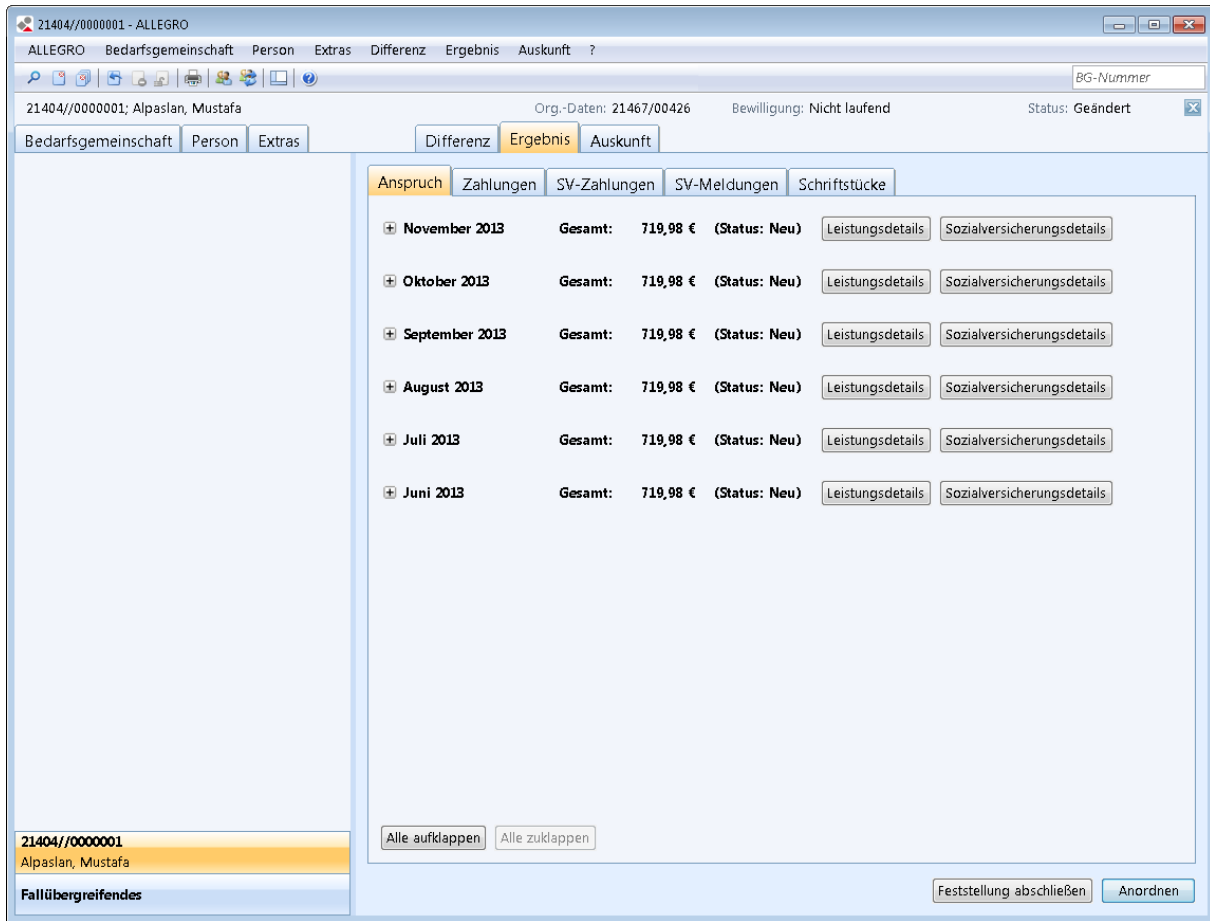 21404//0000001 - ALLEGRO
ALLEGRO Bedarfsgemeinschaft Person Extras Differenz Ergebnis Auskunft ?
BG-Nummer
21404//0000001; Alpaslan, Mustafa Org.-Daten: 21467/00426 Bewilligung: Nicht laufend Status: Geändert
Bedarfsgemeinschaft Person Extras Differenz Ergebnis Auskunft
Anspruch Zahlungen SV-Zahlungen SV-Meldungen Schriftstücke
November 2013 Gesamt: 719,98 € (Status: Neu) Leistungsdetails Sozialversicherungsdetails
Oktober 2013 Gesamt: 719,98 € (Status: Neu) Leistungsdetails Sozialversicherungsdetails
September 2013 Gesamt: 719,98 € (Status: Neu) Leistungsdetails Sozialversicherungsdetails
August 2013 Gesamt: 719,98 € (Status: Neu) Leistungsdetails Sozialversicherungsdetails
Juli 2013 Gesamt: 719,98 € (Status: Neu) Leistungsdetails Sozialversicherungsdetails
Juni 2013 Gesamt: 719,98 € (Status: Neu) Leistungsdetails Sozialversicherungsdetails
Alle aufklappen Alle zuklappen
21404//0000001
Alpaslan, Mustafa
Fallübergreifendes
Feststellung abschließen Anordnen